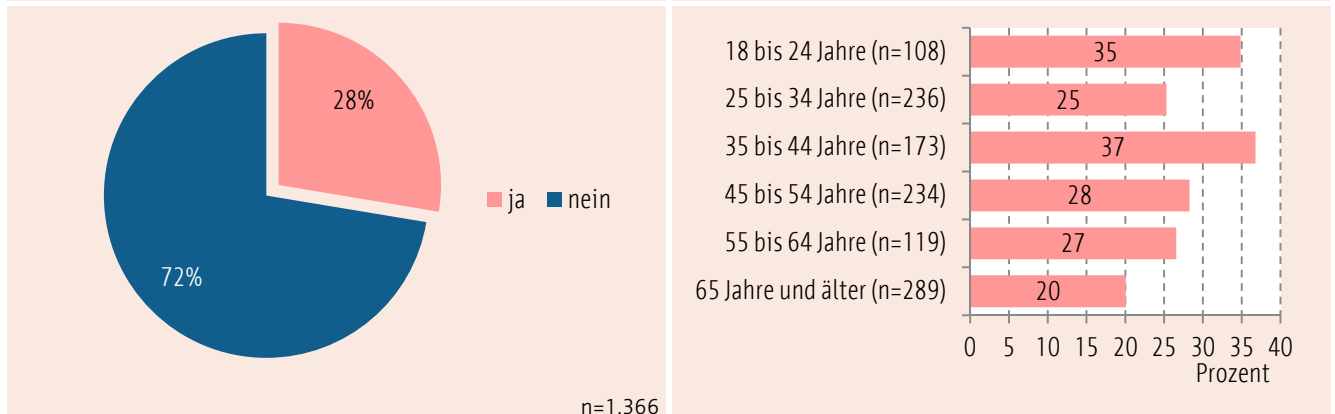 28%
72%
ja nein
n=1.366
18 bis 24 Jahre (n=108) 35
25 bis 34 Jahre (n=236) 25
35 bis 44 Jahre (n=173) 37
45 bis 54 Jahre (n=234) 28
55 bis 64 Jahre (n=119) 27
65 Jahre und älter (n=289) 20
0 5 10 15 20 25 30 35 40
Prozent